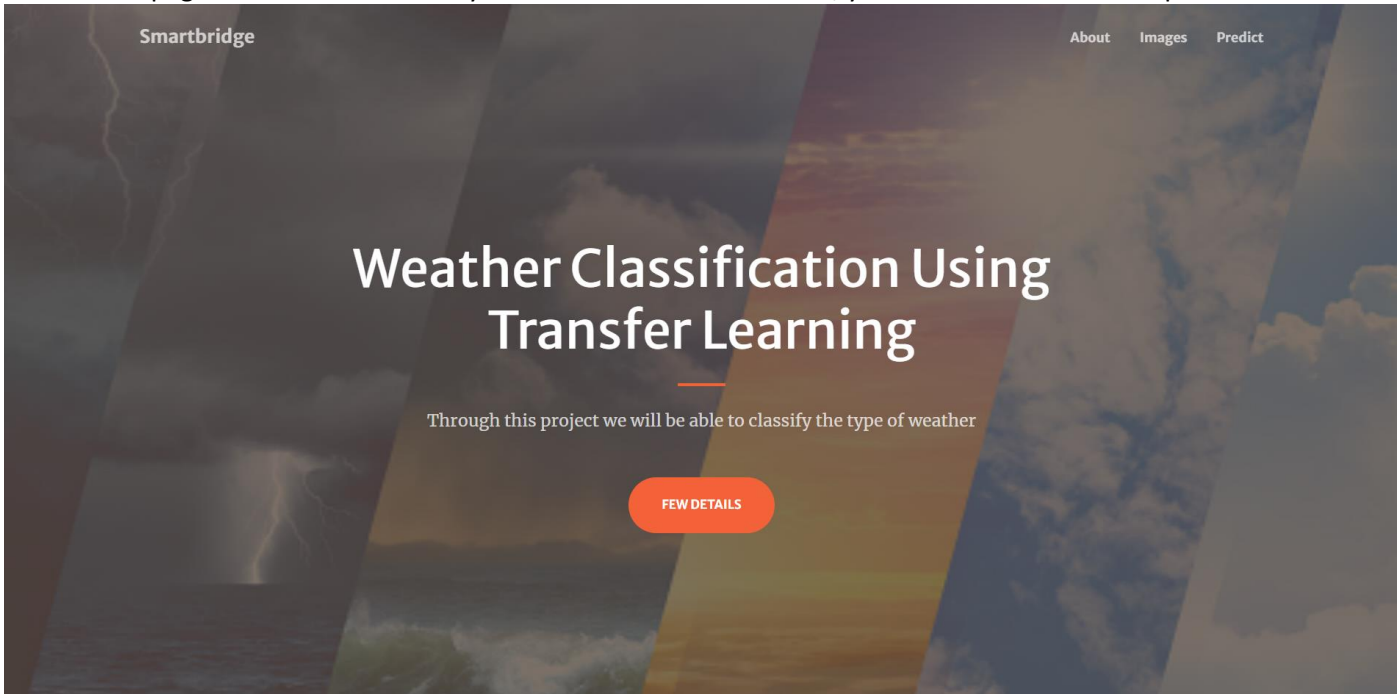 Smartbridge
About Images Predict
Weather Classification Using
Transfer Learning
Through this project we will be able to classify the type of weather
FEW DETAILS